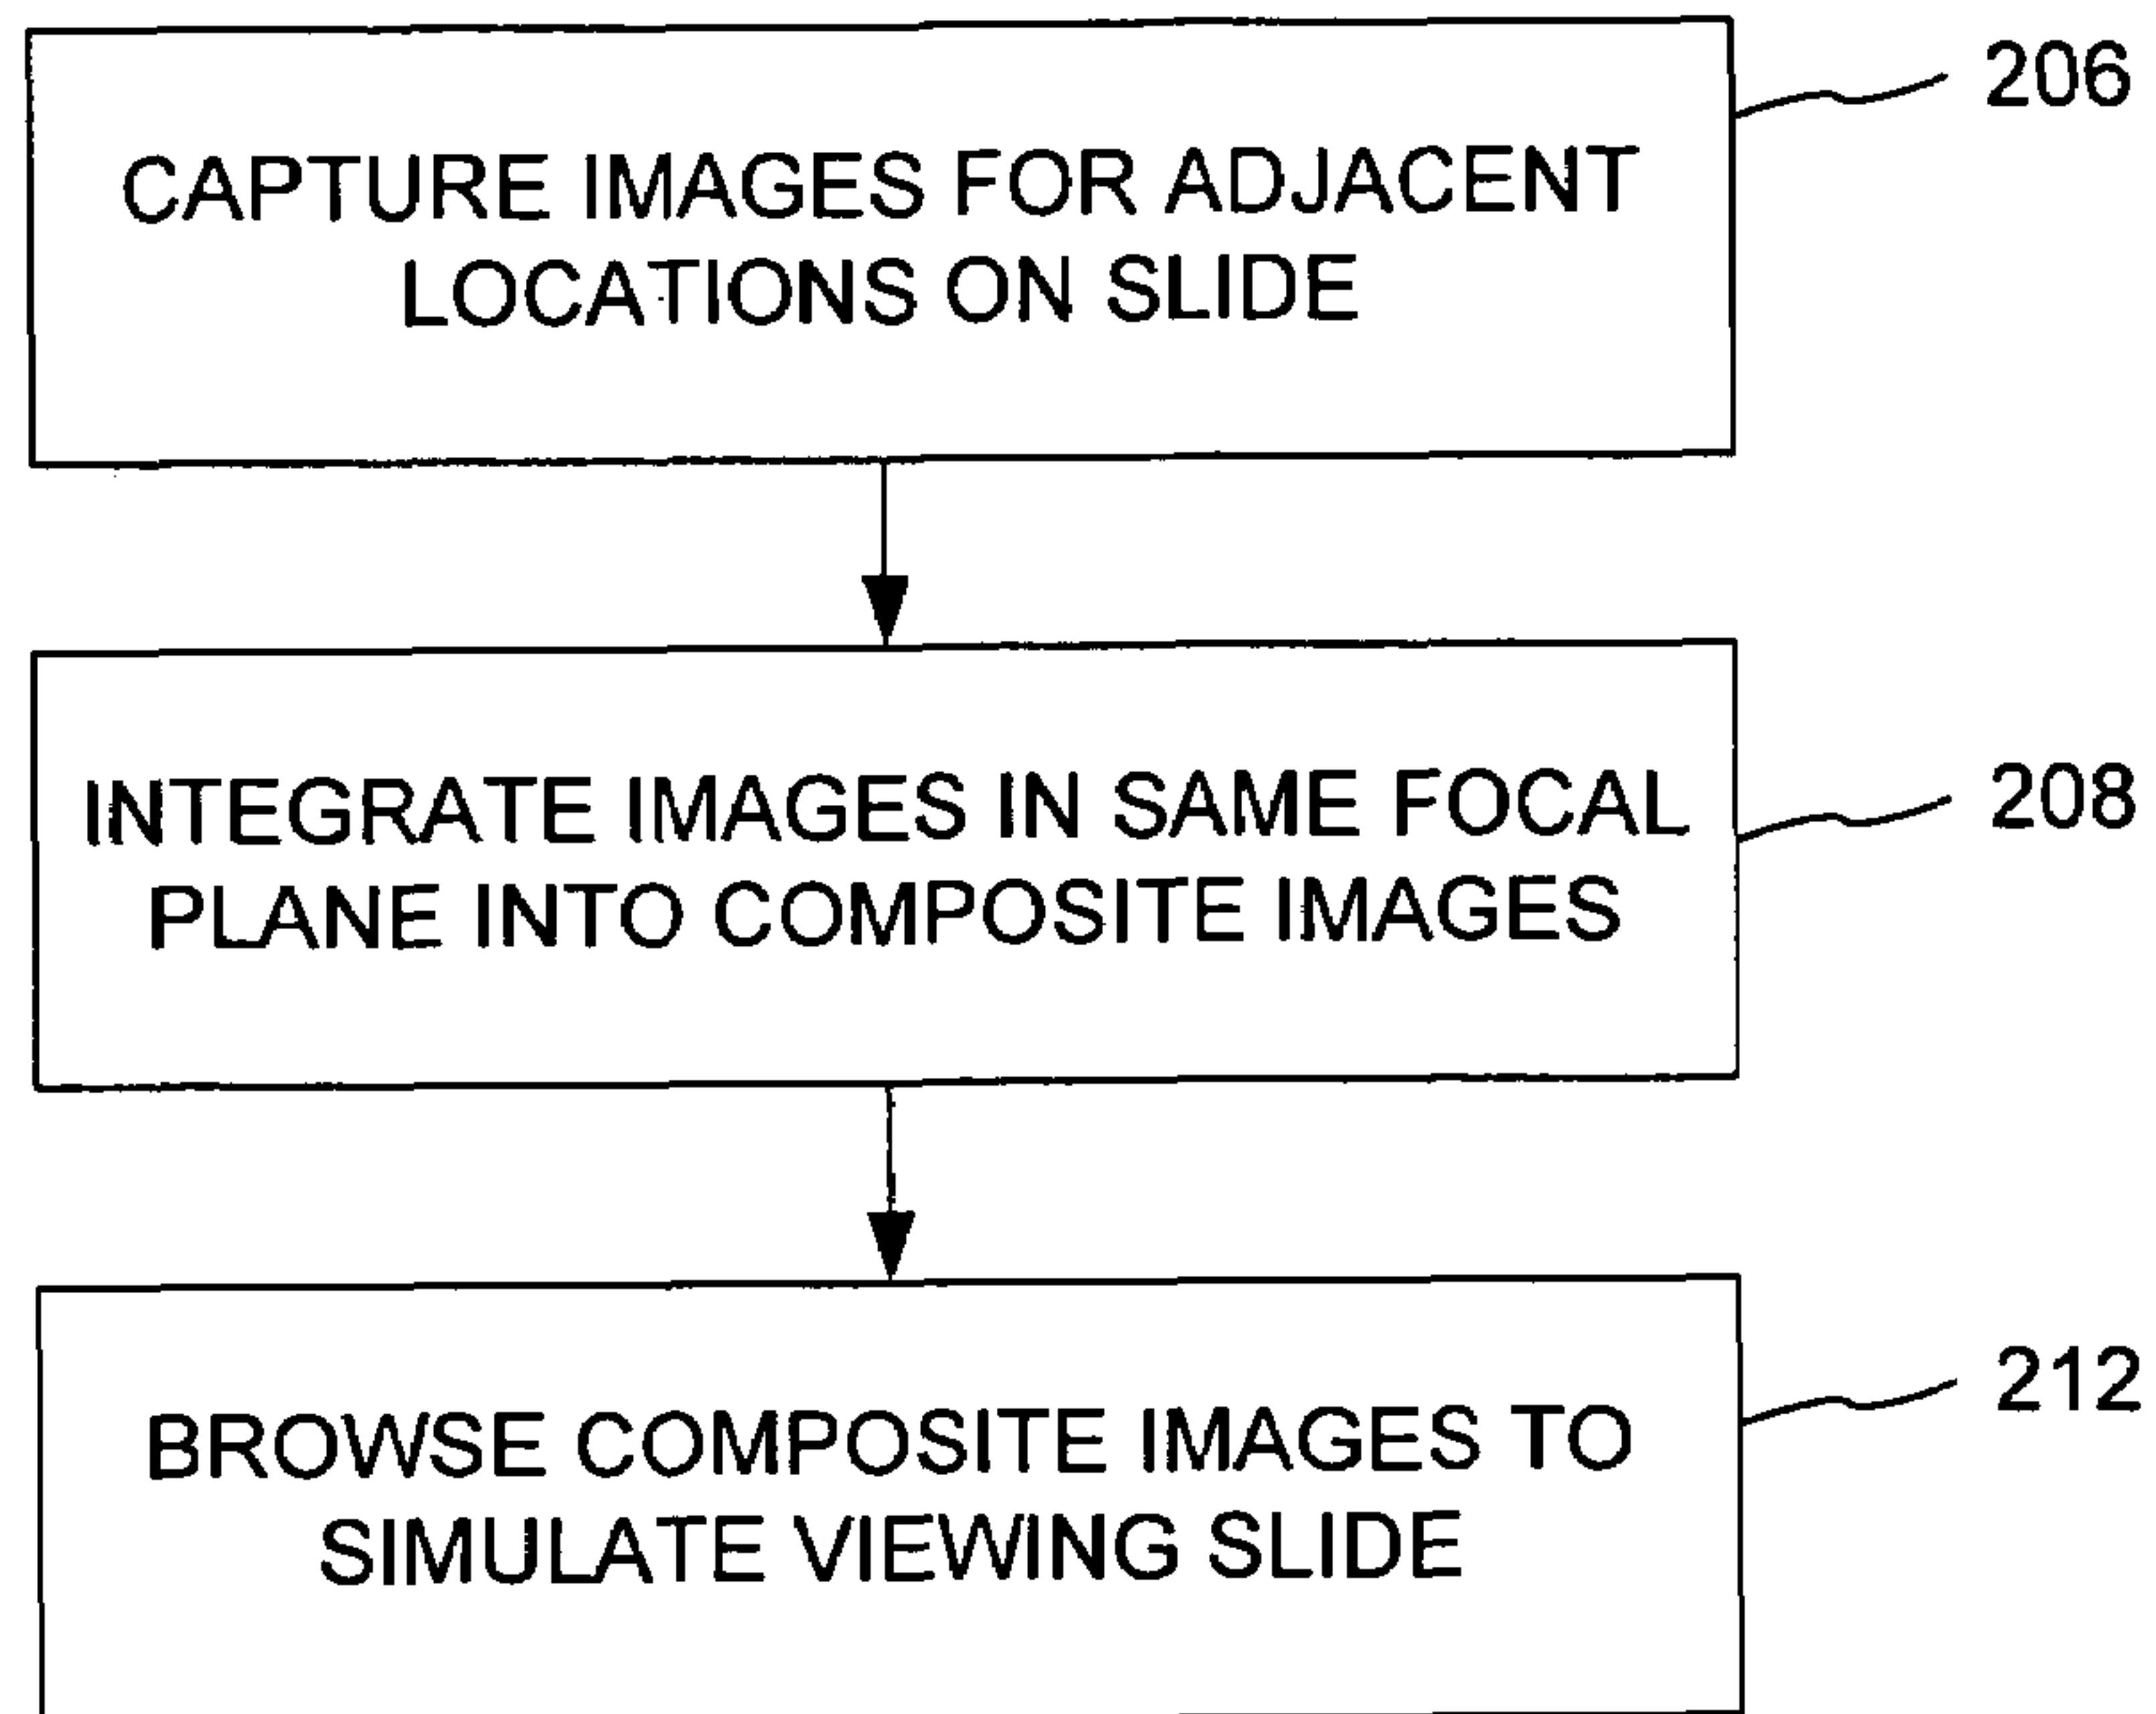 206
CAPTURE IMAGES FOR ADJACENT
LOCATIONS ON SLIDE
208
INTEGRATE IMAGES IN SAME FOCAL
PLANE INTO COMPOSITE IMAGES
212
BROWSE COMPOSITE IMAGES TO
SIMULATE VIEWING SLIDE